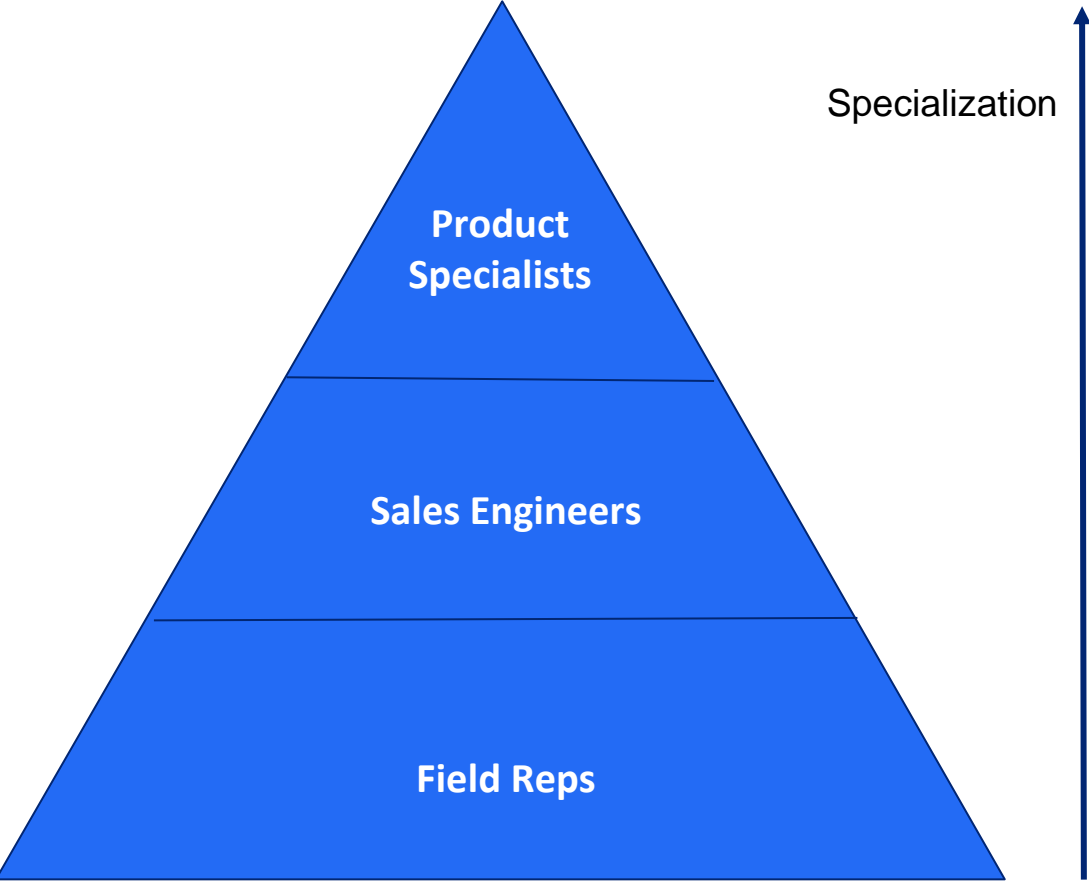 Specialization
Product
Specialists
Sales Engineers
Field Reps